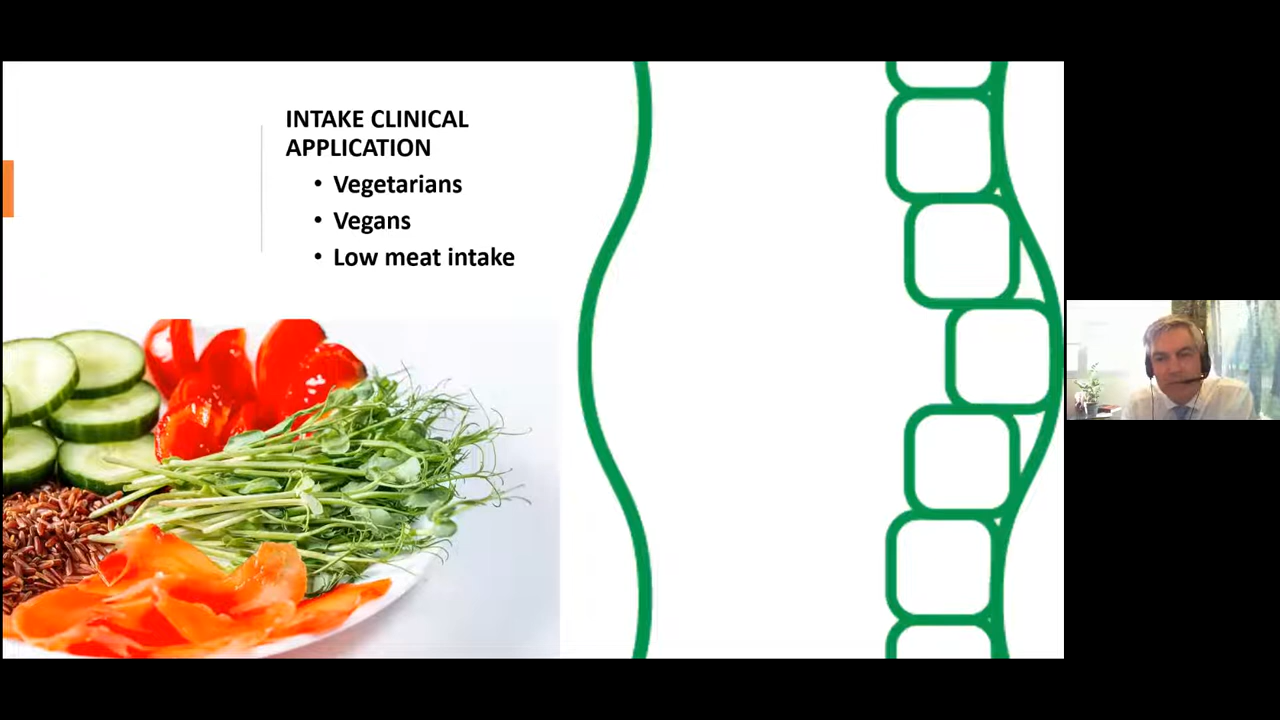 INTAKE CLINICAL
APPLICATION
• Vegetarians
• Vegans
• Low meat intake